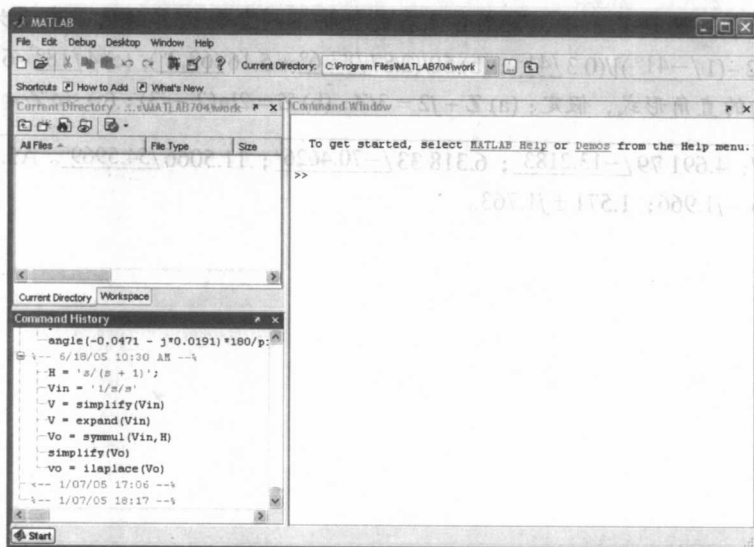 MATLAB
File Edit Debug Desktop Window Help
Current Directory: C:\Program Files\MATLAB704\work
Shortcuts How to Add What's New
Current Directory - ...s\MATLAB704\work
All Files File Type Size
Current Directory Workspace
Command History
angle(-0.0471 - j*0.0191)*180/p:
%-- 6/18/05 10:30 AM --%
H = 's/(s + 1)';
Vin = '1/s/s'
V = simplify(Vin)
V = expand(Vin)
Vo = symmul(Vin,H)
simplify(Vo)
vo = ilaplace(Vo)
%-- 1/07/05 17:06 --%
%-- 1/07/05 18:17 --%
Start
Command Window
To get started, select MATLAB Help or Demos from the Help menu.
>>